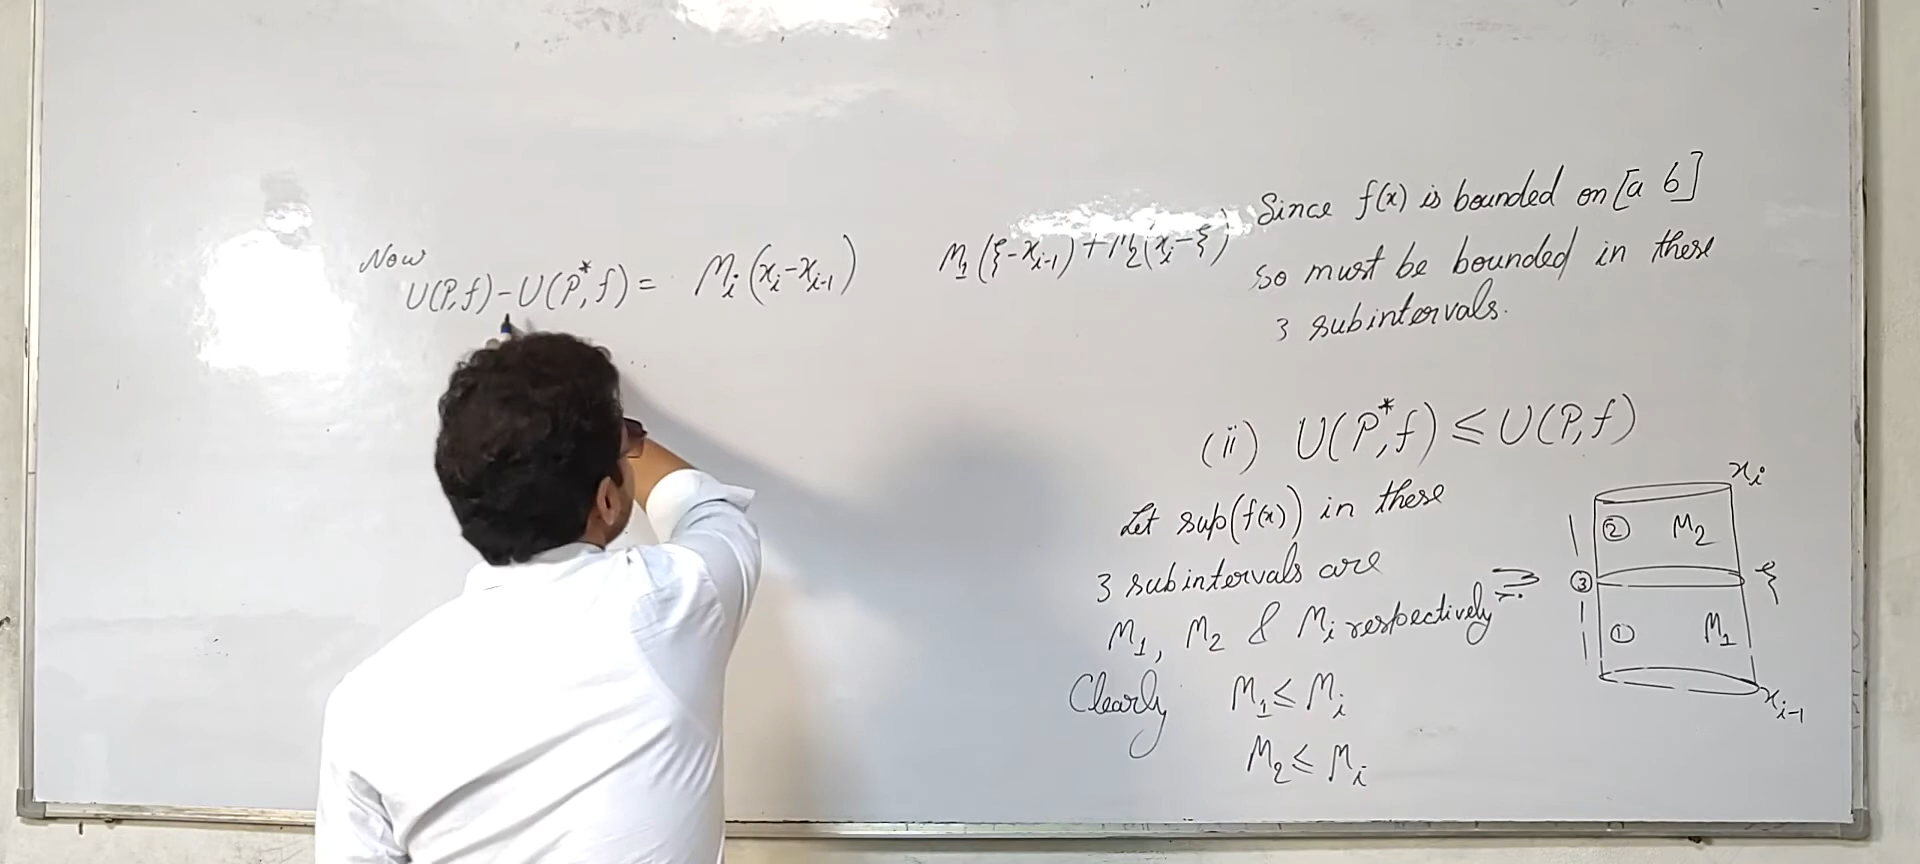 Now
U(P,f)-U(P*,f) = Mi(xi-xi-1)   M1(ξ-xi-1)+M2(xi-ξ)
Since f(x) is bounded on [a b]
so must be bounded in these
3 subintervals.
(ii) U(P*,f) ≤ U(P,f)
Let sup(f(x)) in these
3 subintervals are
M1, M2 & Mi respectively
Clearly M1 ≤ Mi
M2 ≤ Mi
xi
② M2
③ ξ
① M1
xi-1